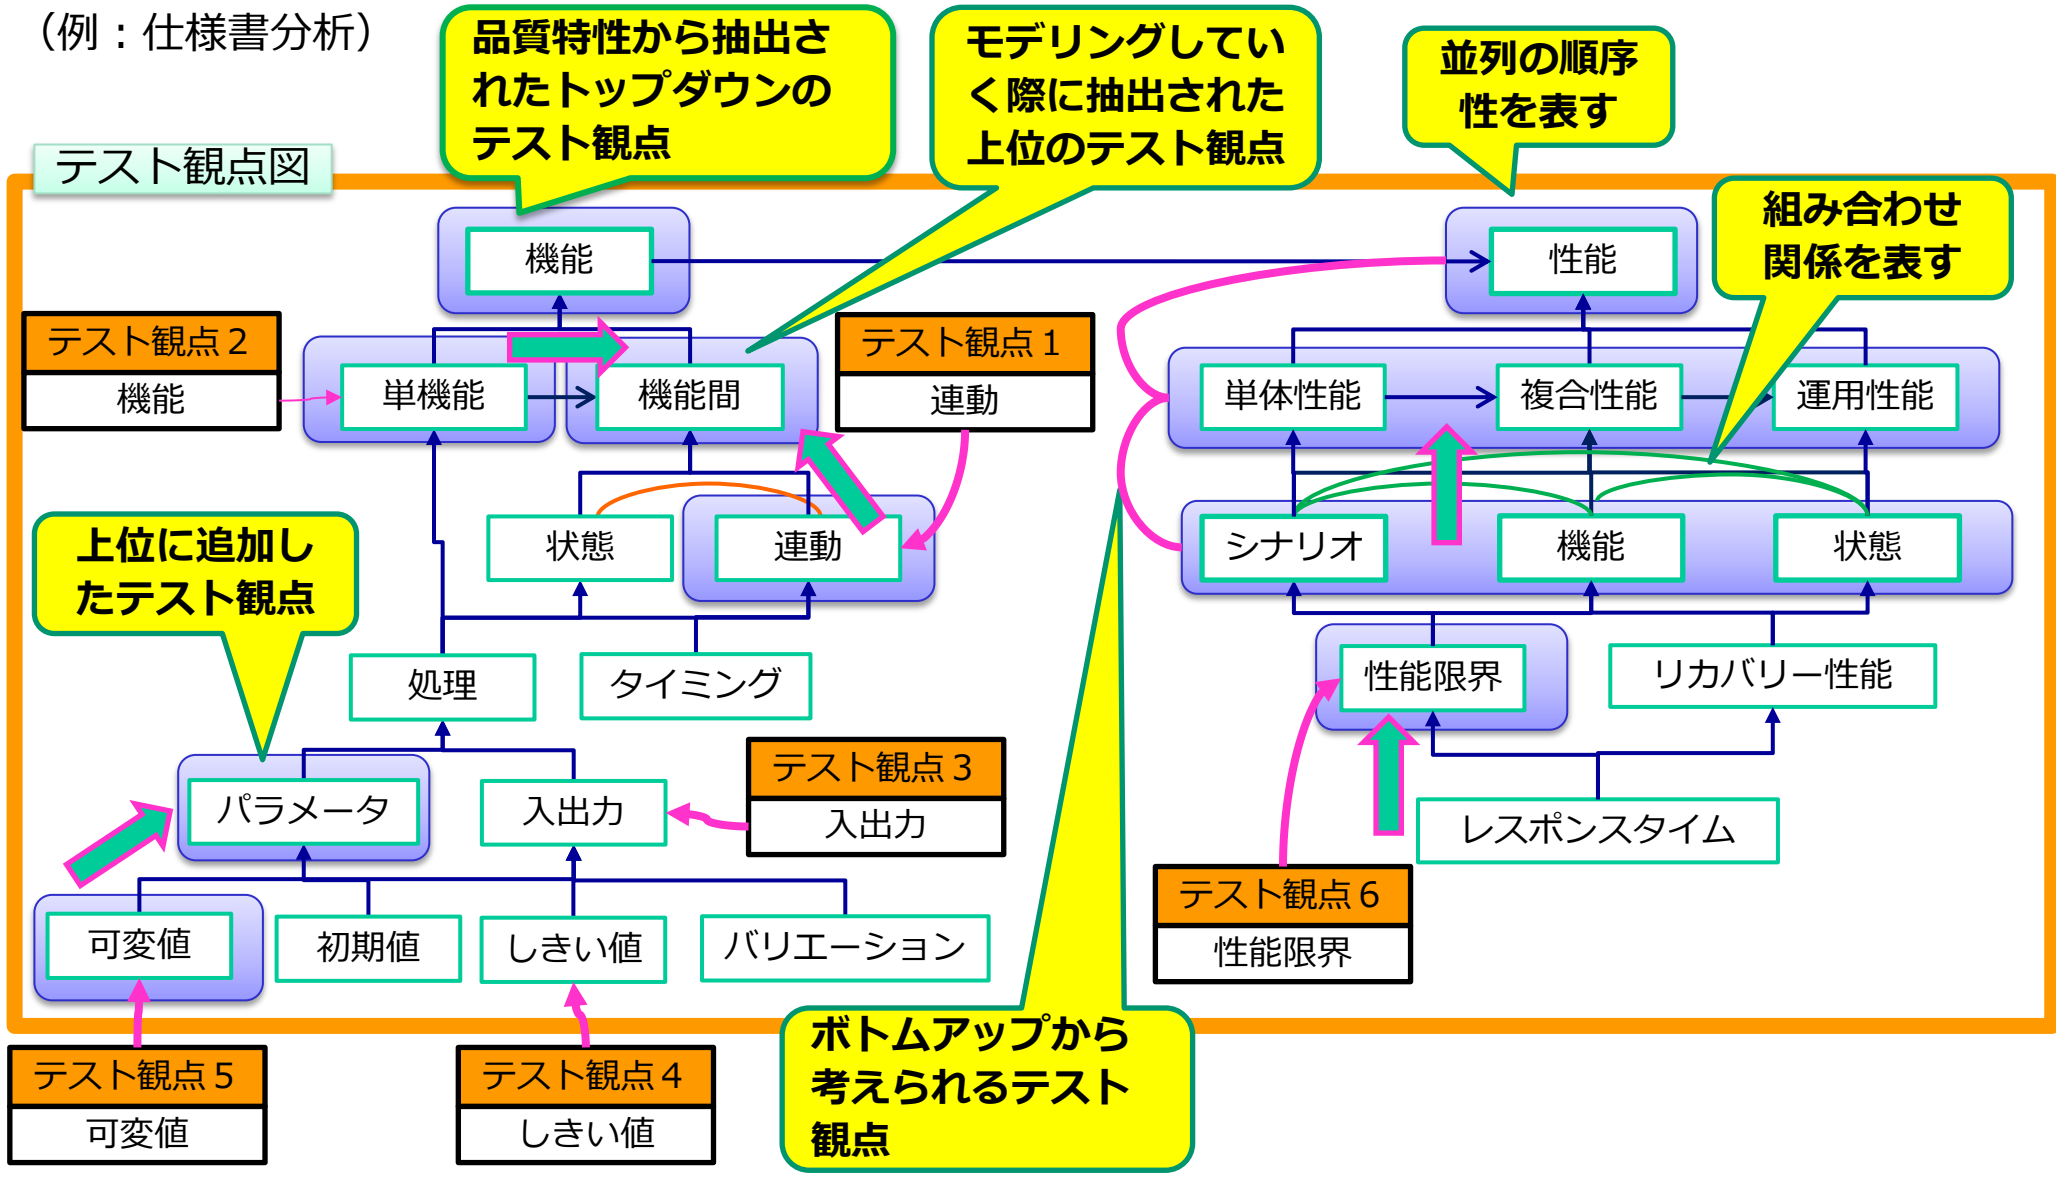 （例：仕様書分析）
品質特性から抽出さ
れたトップダウンの
テスト観点
モデリングしてい
く際に抽出された
上位のテスト観点
並列の順序
性を表す
組み合わせ
関係を表す
テスト観点図
機能
性能
テスト観点２
機能
単機能
機能間
テスト観点１
連動
単体性能
複合性能
運用性能
上位に追加し
たテスト観点
状態
連動
シナリオ
機能
状態
処理
タイミング
性能限界
リカバリー性能
パラメータ
入出力
テスト観点３
入出力
レスポンスタイム
テスト観点６
性能限界
可変値
初期値
しきい値
バリエーション
ボトムアップから
考えられるテスト
観点
テスト観点５
可変値
テスト観点４
しきい値